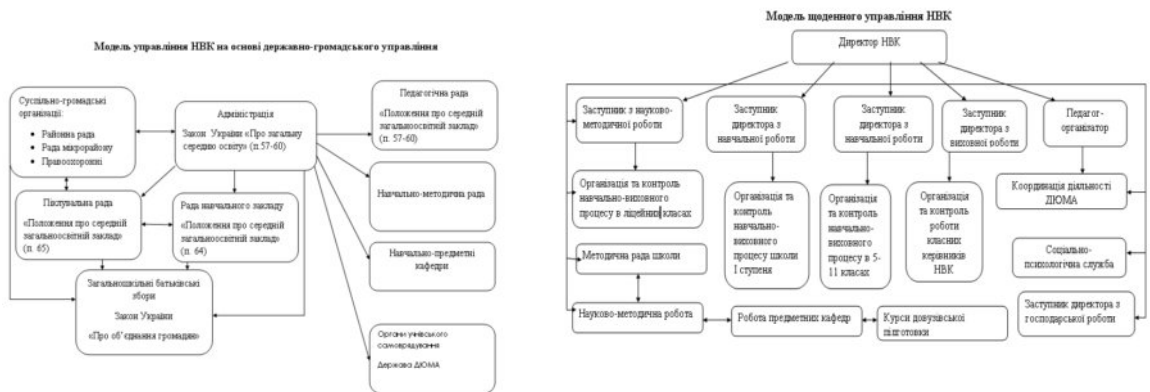 Модель управління НВК на основі державно-громадського управління
Суспільно-громадські
організації:
• Районна рада
• Рада мікрорайону
• Правоохоронні
Адміністрація
Закон України «Про загальну
середню освіту» (п.57-60)
Педагогічна рада
«Положення про середній
загальноосвітній заклад»
(п. 57-60)
Навчально-методична рада
Піклувальна рада
«Положення про середній
загальноосвітній заклад»
(п. 65)
Рада навчального закладу
«Положення про середній
загальноосвітній заклад»
(п. 64)
Навчально-предметні
кафедри
Загальношкільні батьківські
збори
Закон України
«Про об’єднання громадян»
Органи учнівського
самоврядування
Держава ДЮМА
Модель щоденного управління НВК
Директор НВК
Заступник з науково-
методичної роботи
Заступник
директора з
навчальної роботи
Заступник
директора з
навчальної роботи
Заступник
директора з
виховної роботи
Педагог-
організатор
Організація та контроль
навчально-виховного
процесу в ліцейних класах
Організація та
контроль
навчально-
виховного
процесу школи
І ступеня
Організація та
контроль
навчально-
виховного
процесу в 5-
11 класах
Організація
та контроль
роботи
класних
керівників
НВК
Координація діяльності
ДЮМА
Методична рада школи
Соціально-
психологічна служба
Науково-методична робота
Робота предметних кафедр
Курси довузівської
підготовки
Заступник директора з
господарської роботи